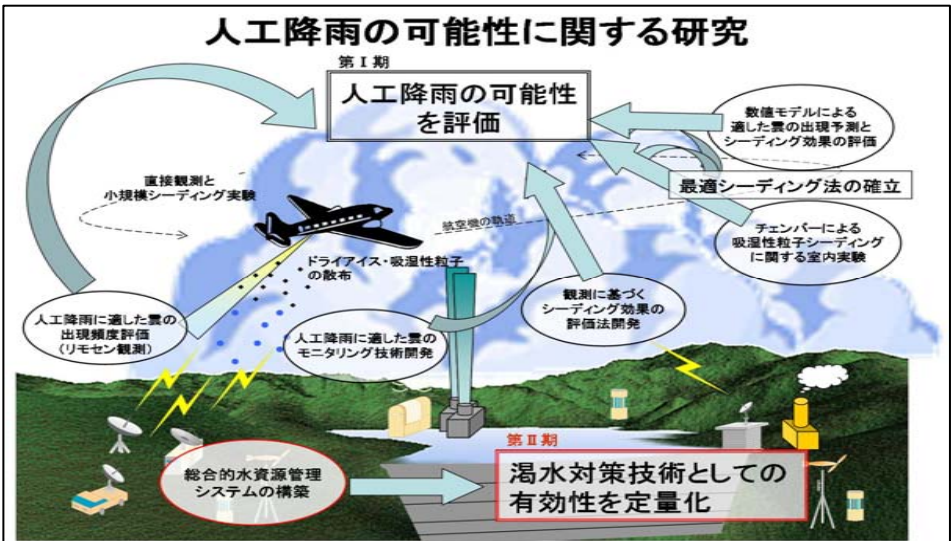 人工降雨の可能性に関する研究
第Ⅰ期
人工降雨の可能性
を評価
数値モデルによる
適した雲の出現予測と
シーディング効果の評価
直接観測と
小規模シーディング実験
最適シーディング法の確立
航空機の軌道
チェンバーによる
吸湿性粒子シーディング
に関する室内実験
ドライアイス・吸湿性粒子
の散布
観測に基づく
シーディング効果の
評価法開発
人工降雨に適した雲の
出現頻度評価
(リモセン観測)
人工降雨に適した雲の
モニタリング技術開発
第Ⅱ期
総合的水資源管理
システムの構築
渇水対策技術としての
有効性を定量化